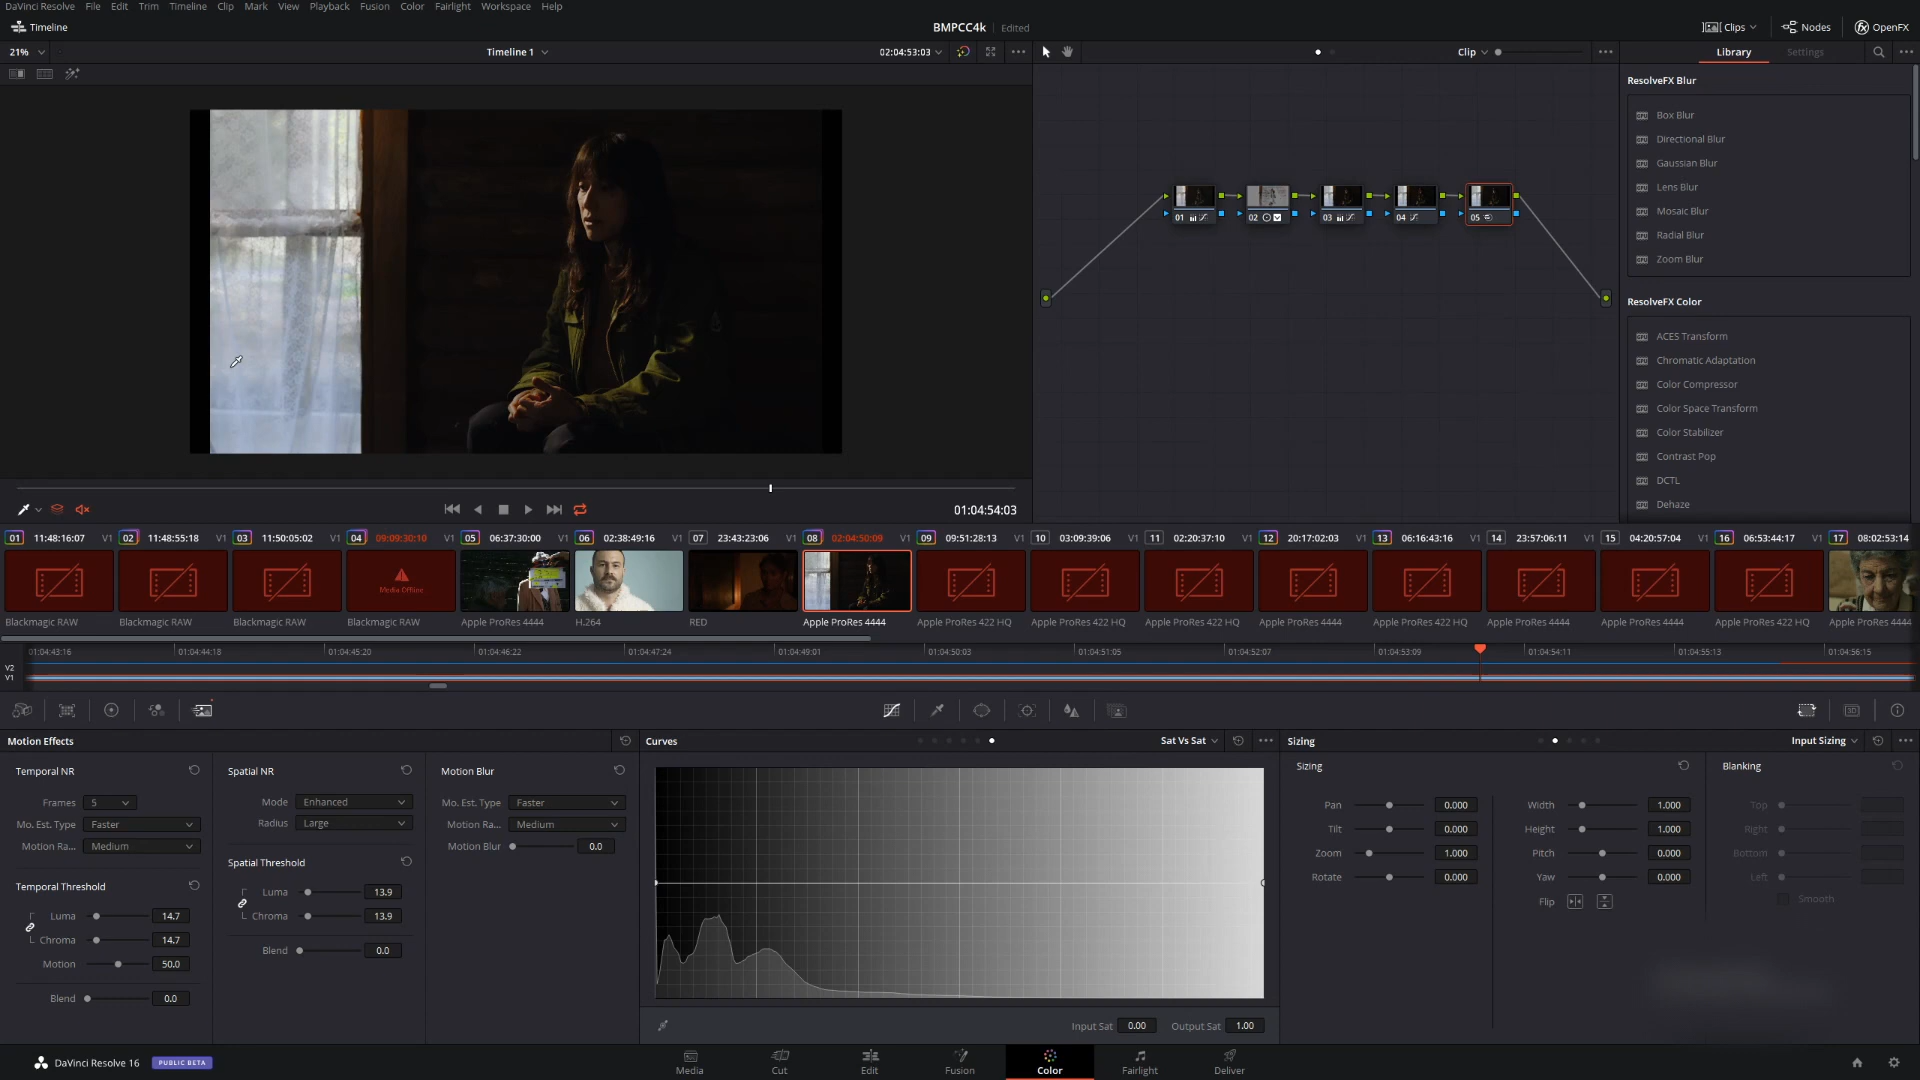 DaVinci Resolve File Edit Trim Timeline Clip Mark View Playback Fusion Color Fairlight Workspace Help
Timeline BMPCC4k Edited Clips Nodes OpenFX
21% Timeline 1 02:04:53:03 Clip Library Settings
ResolveFX Blur
Box Blur
Directional Blur
Gaussian Blur
Lens Blur
Mosaic Blur
Radial Blur
Zoom Blur
ResolveFX Color
ACES Transform
Chromatic Adaptation
Color Compressor
Color Space Transform
Color Stabilizer
Contrast Pop
DCTL
Dehaze
01 02 03 04 05
01:04:54:03
01 11:48:16:07 V1 02 11:48:55:18 V1 03 11:50:05:02 V1 04 09:09:30:10 V1 05 06:37:30:00 V1 06 02:38:49:16 V1 07 23:43:23:06 V1 08 02:04:50:09 V1 09 09:51:28:13 V1 10 03:09:39:06 V1 11 02:20:37:10 V1 12 20:17:02:03 V1 13 06:16:43:16 V1 14 23:57:06:11 V1 15 04:20:57:04 V1 16 06:53:44:17 V1 17 08:02:53:14
Media Offline
Blackmagic RAW Blackmagic RAW Blackmagic RAW Blackmagic RAW Apple ProRes 4444 H.264 RED Apple ProRes 4444 Apple ProRes 422 HQ Apple ProRes 422 HQ Apple ProRes 422 HQ Apple ProRes 4444 Apple ProRes 422 HQ Apple ProRes 4444 Apple ProRes 4444 Apple ProRes 422 HQ Apple ProRes 4444
01:04:43:16 01:04:44:18 01:04:45:20 01:04:46:22 01:04:47:24 01:04:49:01 01:04:50:03 01:04:51:05 01:04:52:07 01:04:53:09 01:04:54:11 01:04:55:13 01:04:56:15
V2
V1
Motion Effects
Temporal NR
Frames 5
Mo. Est. Type Faster
Motion Ra... Medium
Temporal Threshold
Luma 14.7
Chroma 14.7
Motion 50.0
Blend 0.0
Spatial NR
Mode Enhanced
Radius Large
Spatial Threshold
Luma 13.9
Chroma 13.9
Blend 0.0
Motion Blur
Mo. Est. Type Faster
Motion Ra... Medium
Motion Blur 0.0
Curves Sat Vs Sat
Input Sat 0.00 Output Sat 1.00
Sizing Input Sizing
Sizing
Pan 0.000
Tilt 0.000
Zoom 1.000
Rotate 0.000
Width 1.000
Height 1.000
Pitch 0.000
Yaw 0.000
Flip
Blanking
Top
Right
Bottom
Left
Smooth
DaVinci Resolve 16 PUBLIC BETA
Media Cut Edit Fusion Color Fairlight Deliver